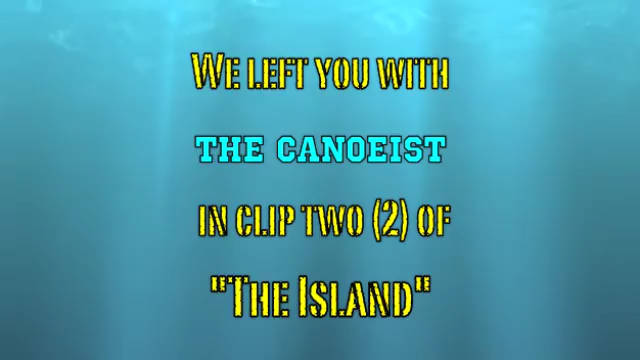 We left you with
the canoeist
in clip two (2) of
"The Island"